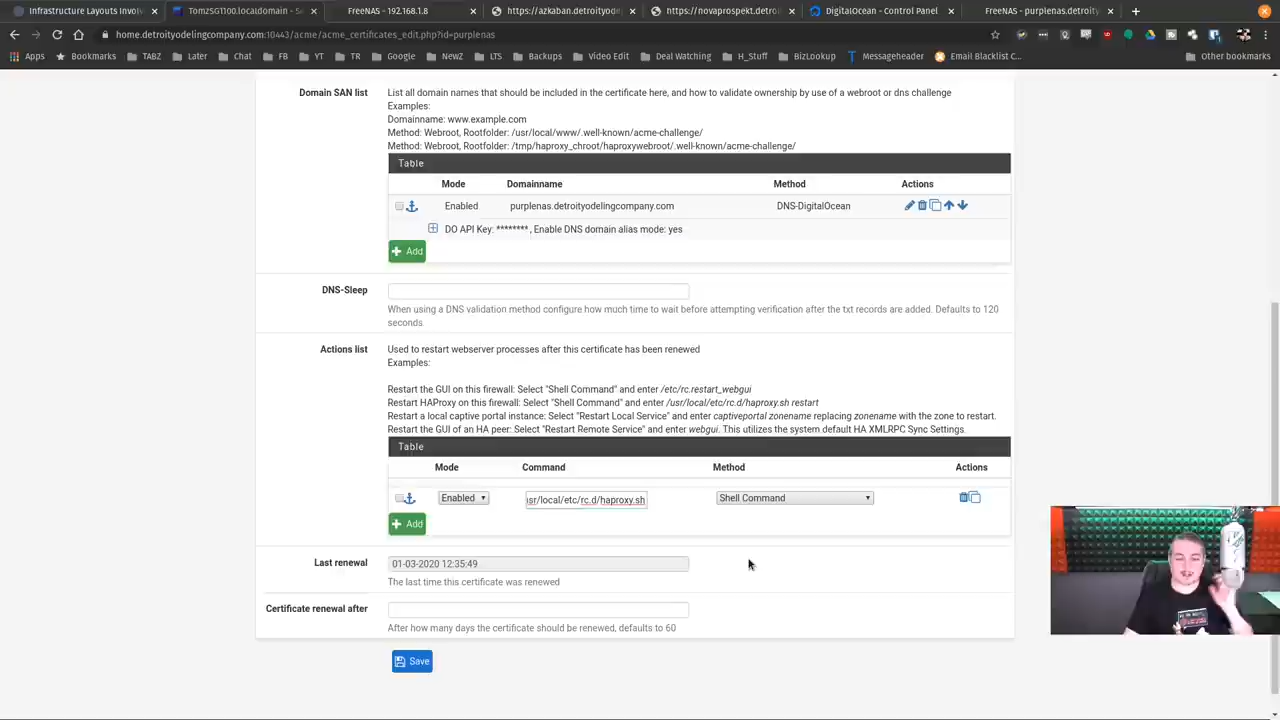 Infrastructure Layouts Involv
Tom2SG1100.localdomain - S
FreeNAS - 192.168.1.8
https://azkaban.detroityode
https://novaprospekt.detroi
DigitalOcean - Control Panel
FreeNAS - purplenas.detroity
home.detroityodelingcompany.com:10443/acme/acme_certificates_edit.php?id=purplenas
Apps
Bookmarks
TABZ
Later
Chat
FB
YT
TR
Google
NewZ
LTS
Backups
Video Edit
Deal Watching
H_Stuff
BizLookup
Messageheader
Email Blacklist C...
Other bookmarks
Domain SAN list
List all domain names that should be included in the certificate here, and how to validate ownership by use of a webroot or dns challenge
Examples:
Domainname: www.example.com
Method: Webroot, Rootfolder: /usr/local/www/.well-known/acme-challenge/
Method: Webroot, Rootfolder: /tmp/haproxy_chroot/haproxywebroot/.well-known/acme-challenge/
Table
Mode Domainname Method Actions
Enabled purplenas.detroityodelingcompany.com DNS-DigitalOcean
DO API Key: ********, Enable DNS domain alias mode: yes
Add
DNS-Sleep
When using a DNS validation method configure how much time to wait before attempting verification after the txt records are added. Defaults to 120
seconds
Actions list
Used to restart webserver processes after this certificate has been renewed
Examples:
Restart the GUI on this firewall: Select "Shell Command" and enter /etc/rc.restart_webgui
Restart HAProxy on this firewall: Select "Shell Command" and enter /usr/local/etc/rc.d/haproxy.sh restart
Restart a local captive portal instance: Select "Restart Local Service" and enter captiveportal zonename replacing zonename with the zone to restart.
Restart the GUI of an HA peer: Select "Restart Remote Service" and enter webgui. This utilizes the system default HA XMLRPC Sync Settings.
Table
Mode Command Method Actions
Enabled usr/local/etc/rc.d/haproxy.sh Shell Command
Add
Last renewal
01-03-2020 12:35:49
The last time this certificate was renewed
Certificate renewal after
After how many days the certificate should be renewed, defaults to 60
Save